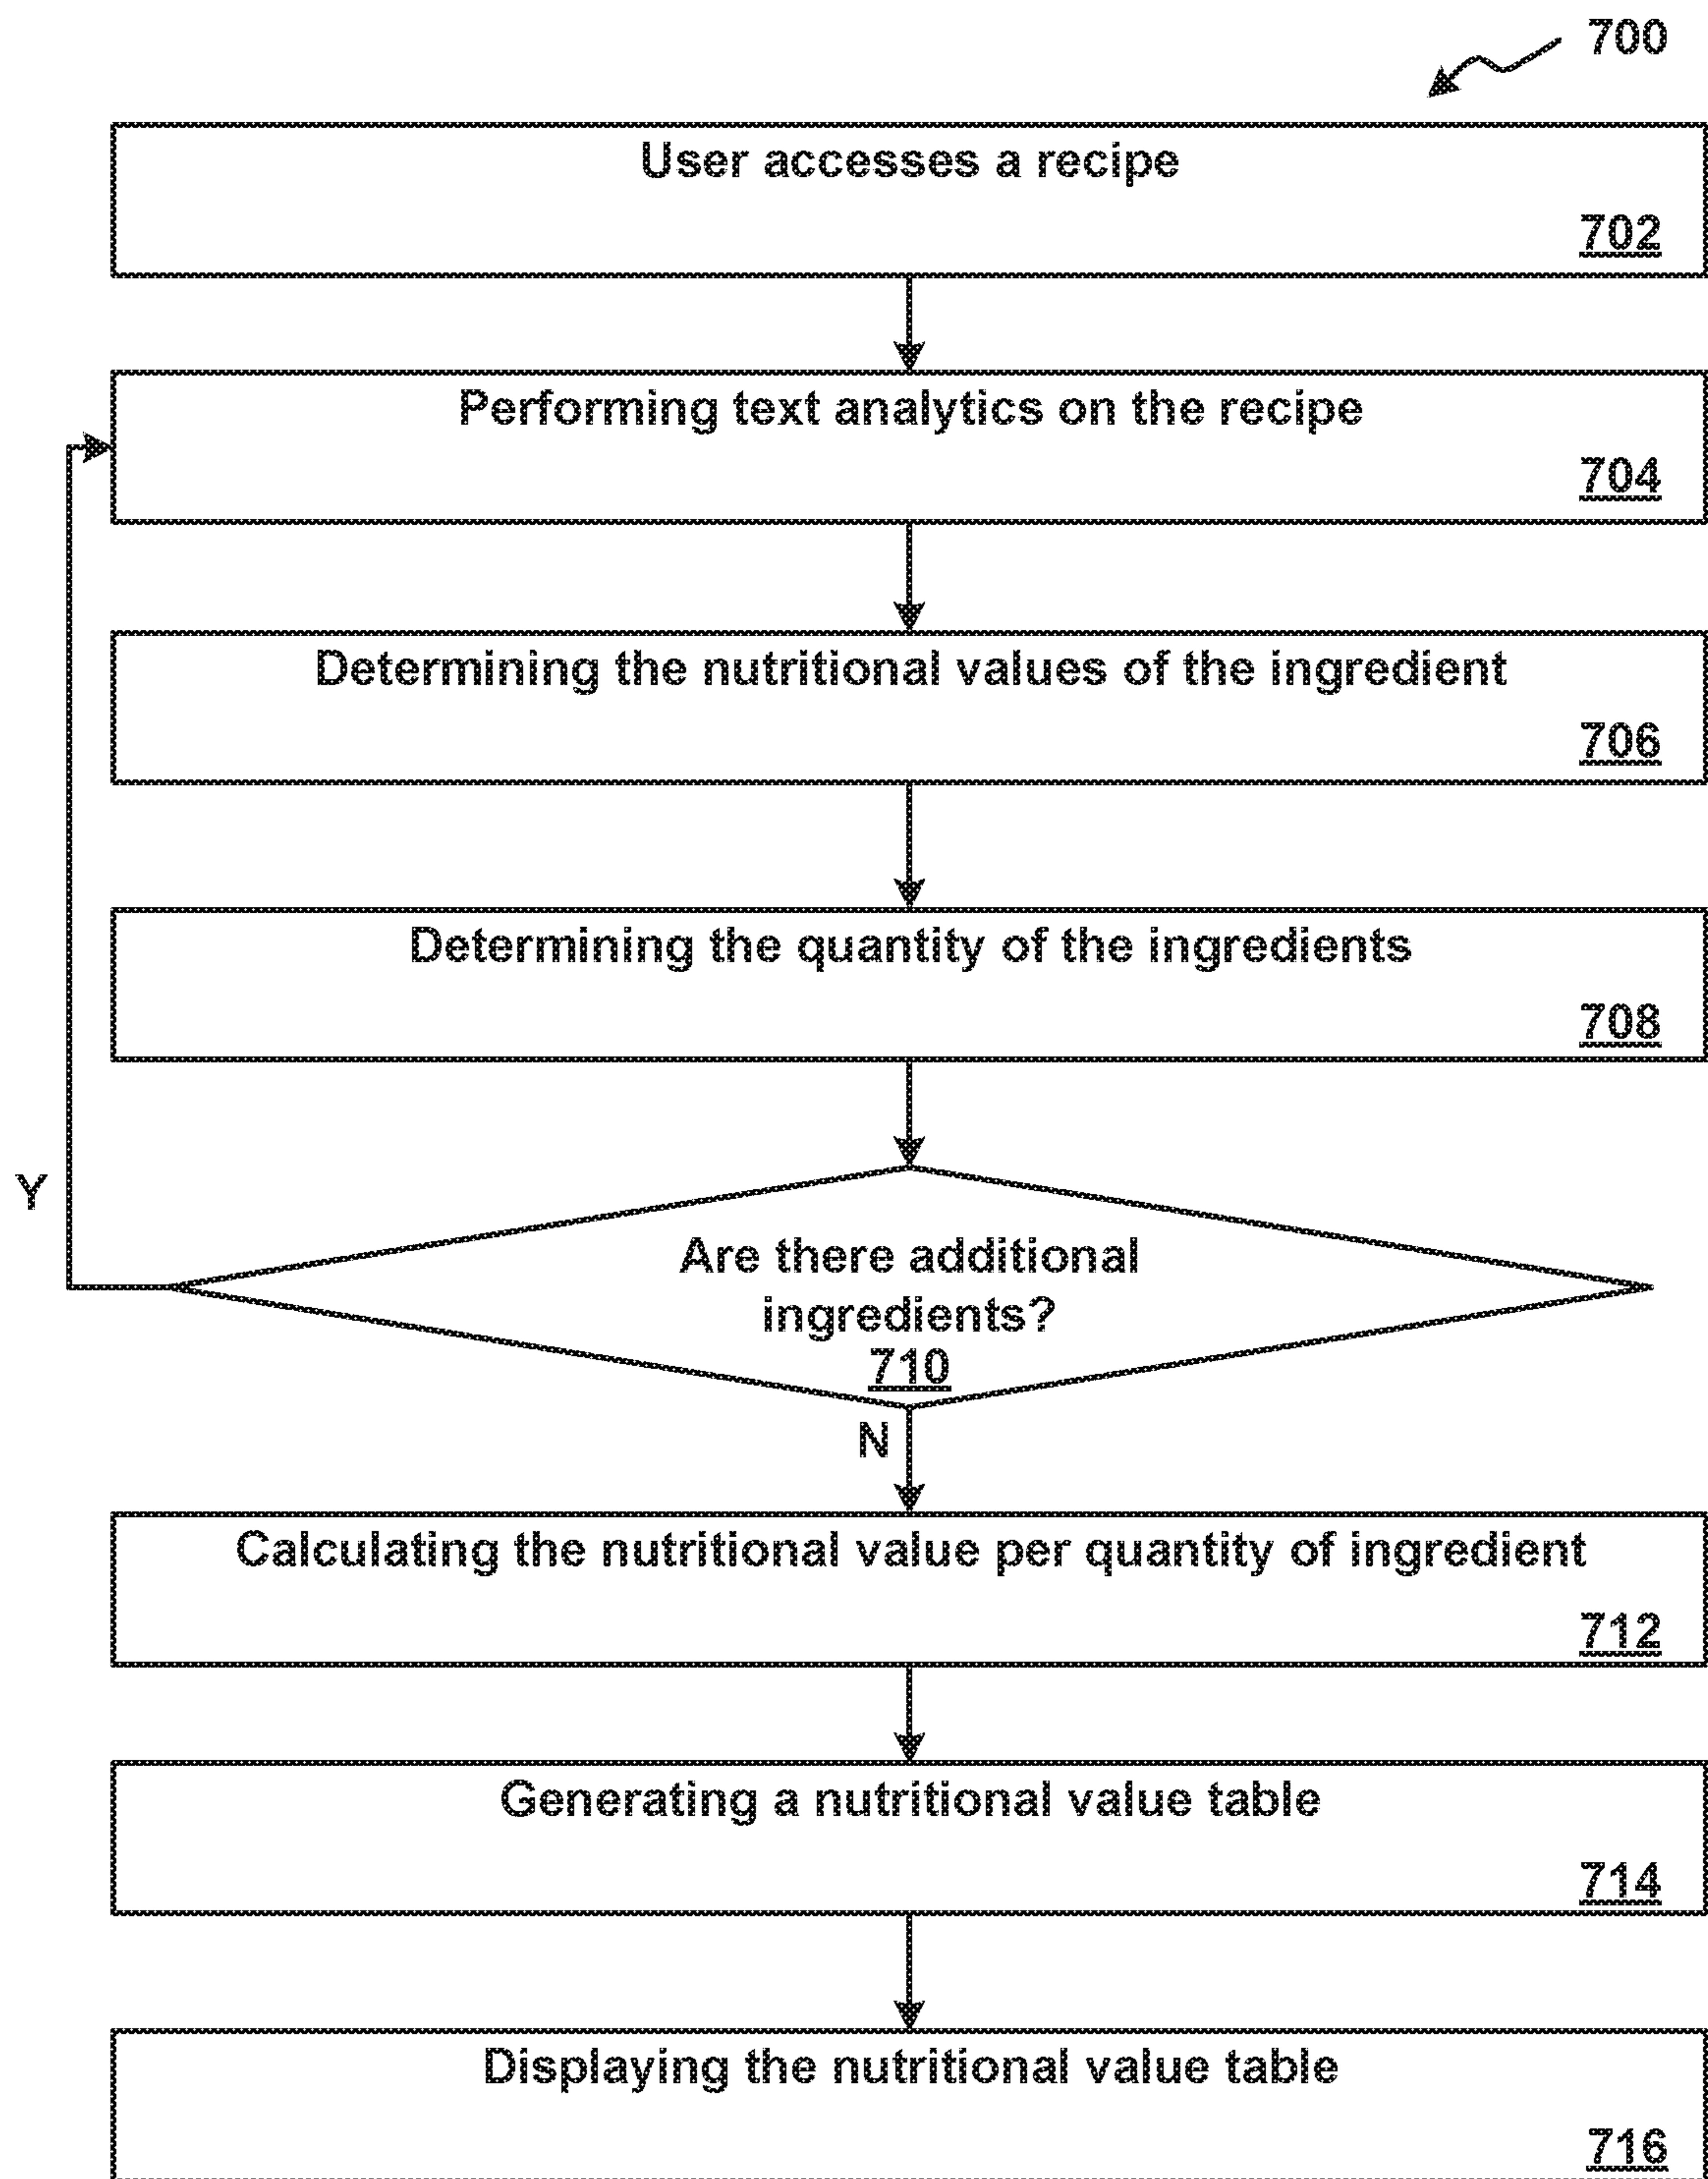 700
User accesses a recipe
702
Performing text analytics on the recipe
704
Determining the nutritional values of the ingredient
706
Determining the quantity of the ingredients
708
Y
Are there additional
ingredients?
710
N
Calculating the nutritional value per quantity of ingredient
712
Generating a nutritional value table
714
Displaying the nutritional value table
716